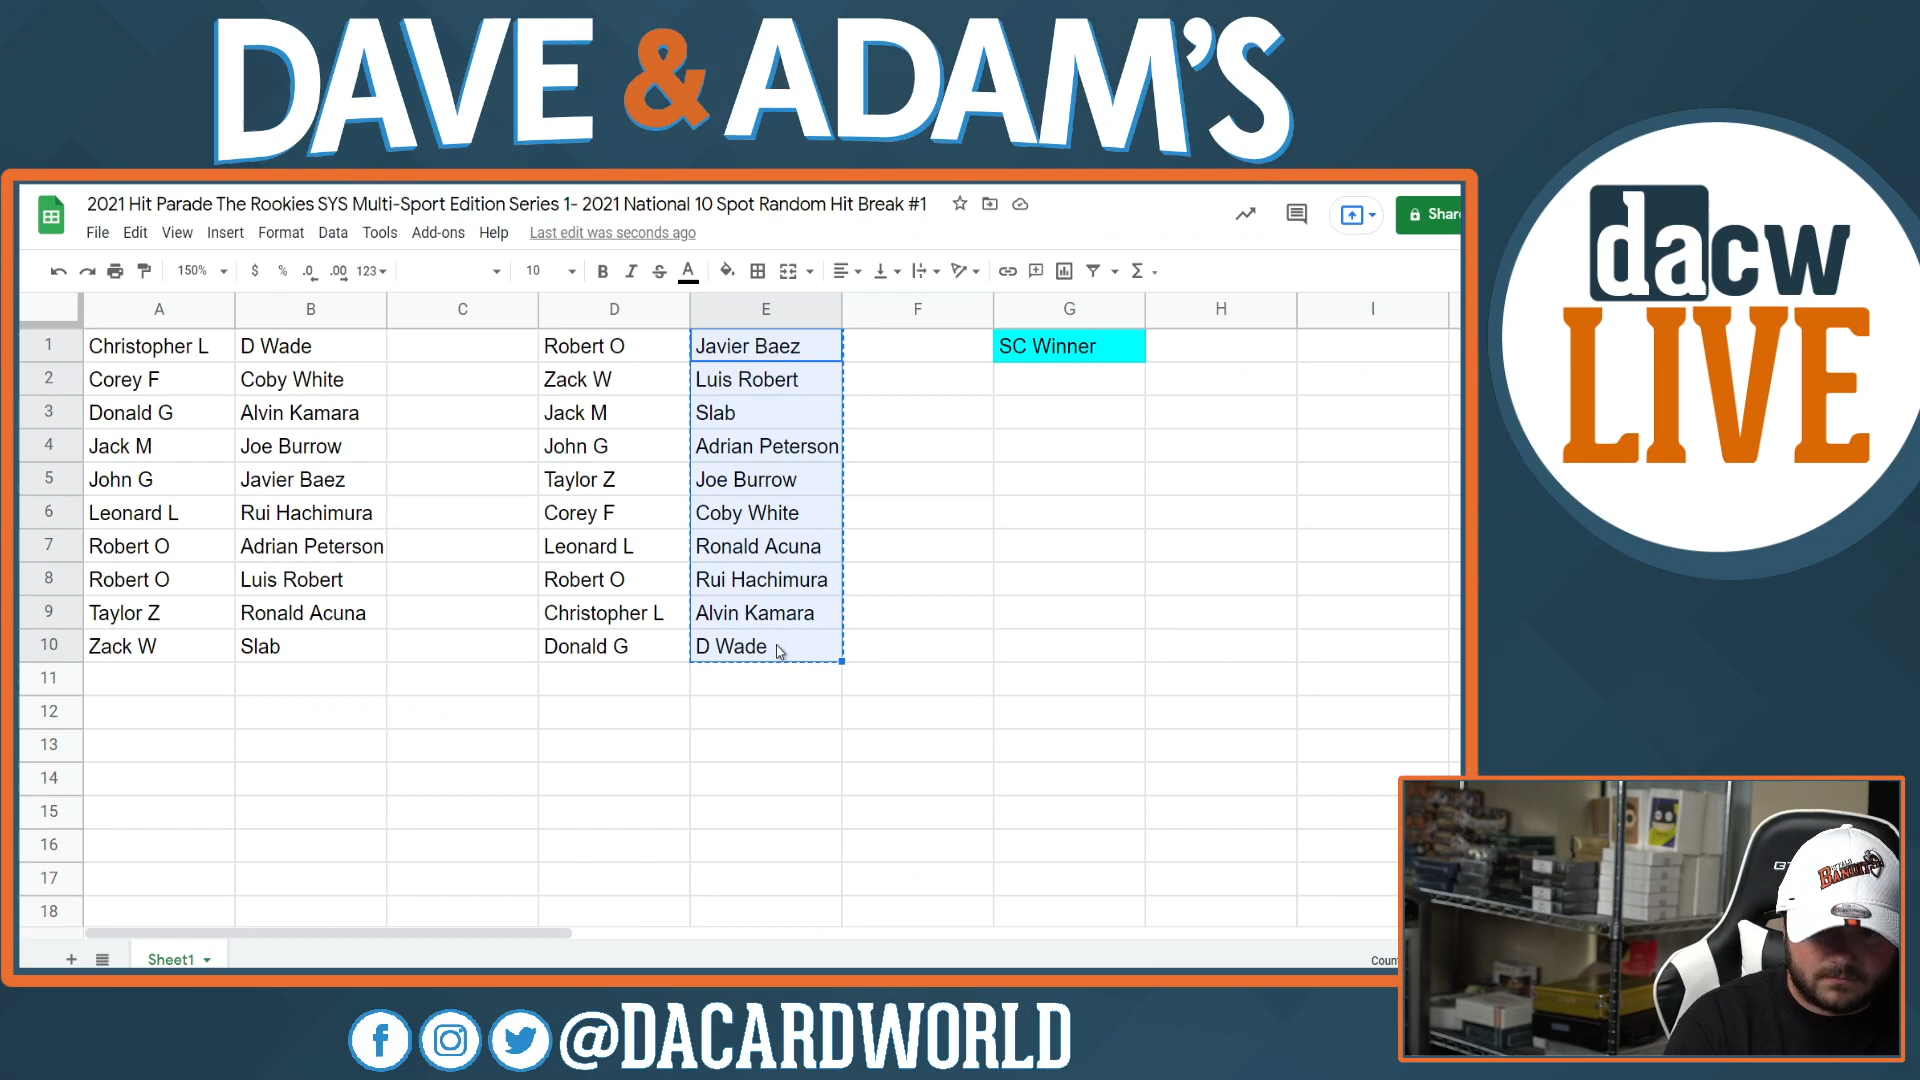 DAVE & ADAM'S
dacw
LIVE
2021 Hit Parade The Rookies SYS Multi-Sport Edition Series 1- 2021 National 10 Spot Random Hit Break #1
Share
File Edit View Insert Format Data Tools Add-ons Help Last edit was seconds ago
150% $ % .0 .00 123 10 B I S A
A B C D E F G H I
1 Christopher L D Wade Robert O Javier Baez SC Winner
2 Corey F Coby White Zack W Luis Robert
3 Donald G Alvin Kamara Jack M Slab
4 Jack M Joe Burrow John G Adrian Peterson
5 John G Javier Baez Taylor Z Joe Burrow
6 Leonard L Rui Hachimura Corey F Coby White
7 Robert O Adrian Peterson Leonard L Ronald Acuna
8 Robert O Luis Robert Robert O Rui Hachimura
9 Taylor Z Ronald Acuna Christopher L Alvin Kamara
10 Zack W Slab Donald G D Wade
11
12
13
14
15
16
17
18
Sheet1
Coun
BUFFALO
BANDITS
@DACARDWORLD